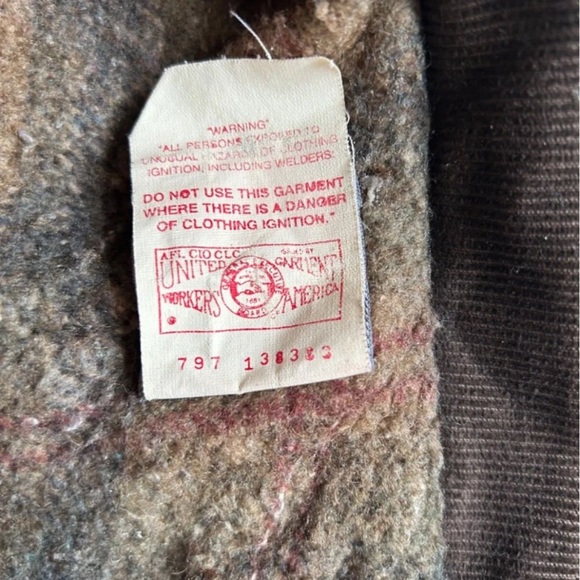 "WARNING"
"ALL PERSONS EXPOSED TO
UNUSUAL HAZARDS OF CLOTHING
IGNITION, INCLUDING WELDERS:
DO NOT USE THIS GARMENT
WHERE THERE IS A DANGER
OF CLOTHING IGNITION."
AFL CIO CLC
UNITED GARMENT
WORKERS AMERICA
797